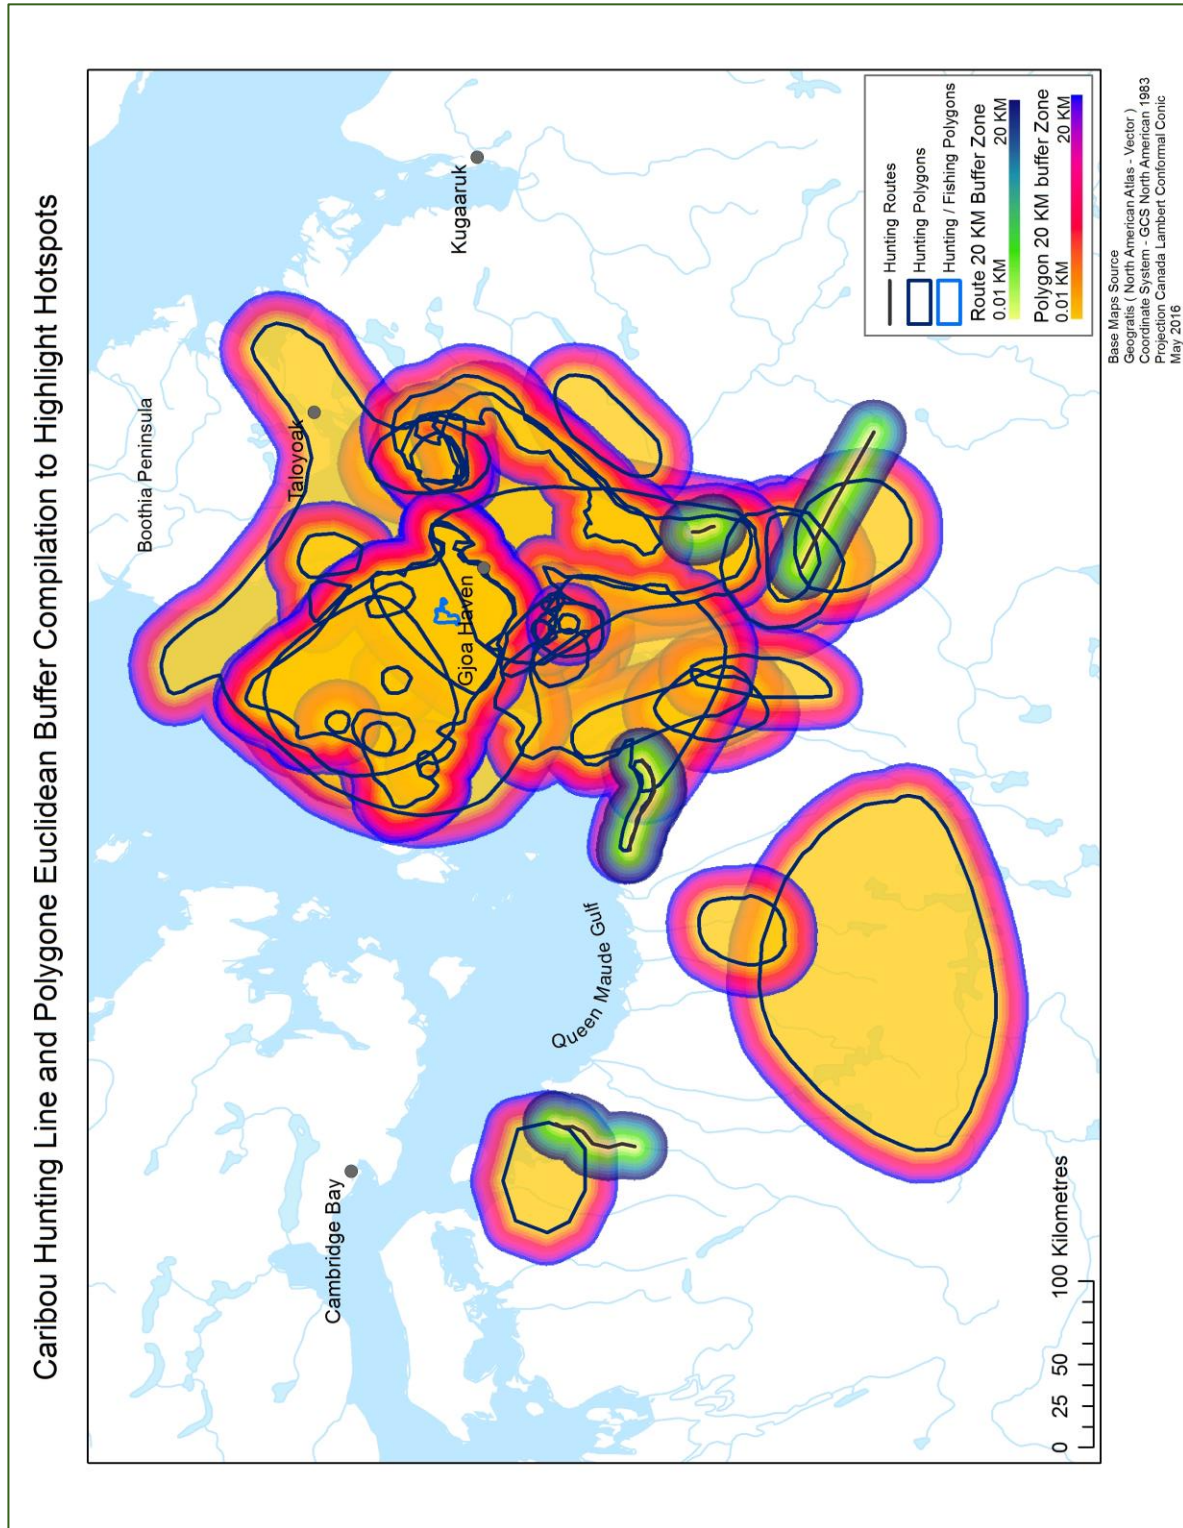 Caribou Hunting Line and Polygone Euclidean Buffer Compilation to Highlight Hotspots
Boothia Peninsula
Taloyoak
Kugaaruk
Gjoa Haven
Cambridge Bay
Queen Maude Gulf
0 25 50 100 Kilometres
Hunting Routes
Hunting Polygons
Hunting / Fishing Polygons
Route 20 KM Buffer Zone
0.01 KM 20 KM
Polygon 20 KM buffer Zone
0.01 KM 20 KM
Base Maps Source
Geogratis ( North American Atlas - Vector )
Coordinate System - GCS North American 1983
Projection Canada Lambert Conformal Conic
May 2016